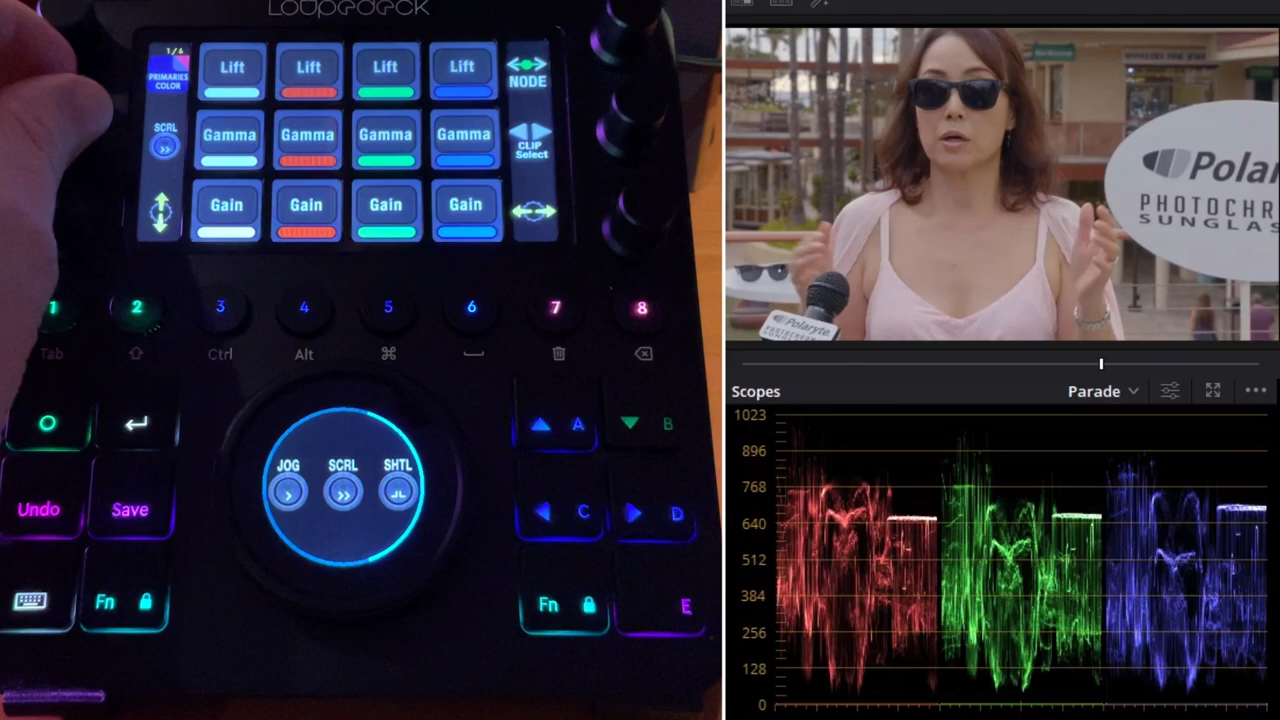 Loupedeck
1/6
PRIMARIES
COLOR
Lift Lift Lift Lift
NODE
SCRL
Gamma Gamma Gamma Gamma
CLIP
Select
Gain Gain Gain Gain
1 2 3 4 5 6 7 8
Tab Ctrl Alt
A B
JOG SCRL SHTL
Undo Save
C D
Fn Fn E
Polar
PHOTOCHR
SUNGLAS
Polaryte
Scopes
Parade
1023
896
768
640
512
384
256
128
0